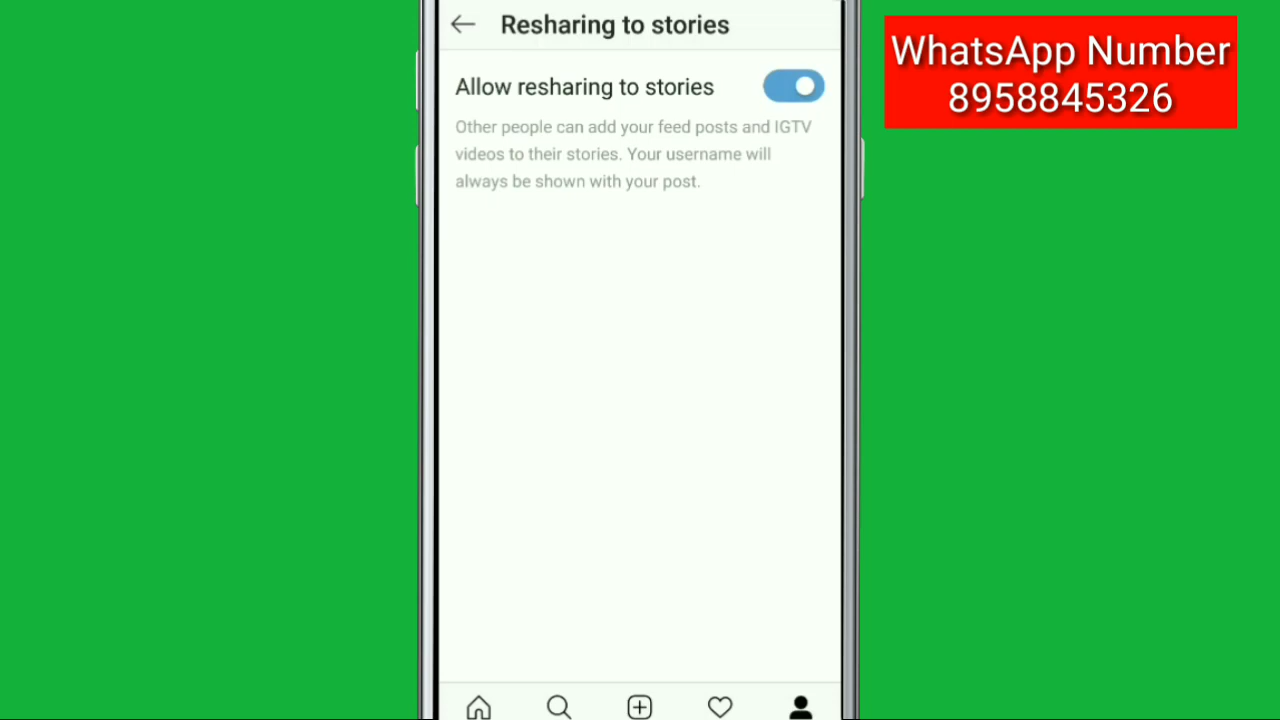 Resharing to stories
Allow resharing to stories
Other people can add your feed posts and IGTV
videos to their stories. Your username will
always be shown with your post.
WhatsApp Number
8958845326